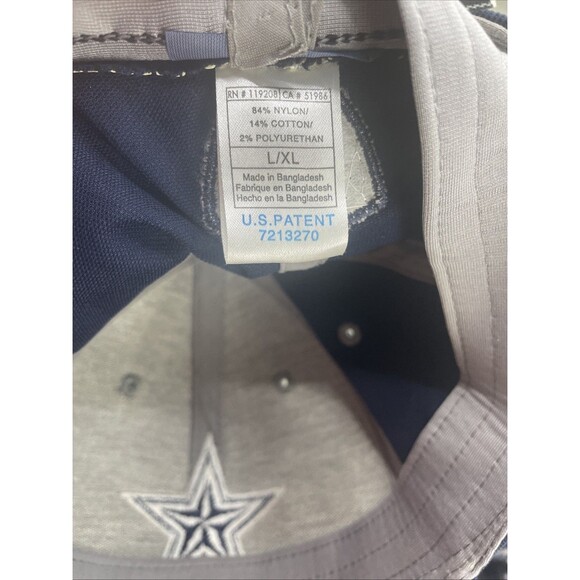 RN # 119208 CA # 51986
84% NYLON/
14% COTTON/
2% POLYURETHAN
L/XL
Made in Bangladesh
Fabrique en Bangladesh
Hecho en la Bangladesh
U.S.PATENT
7213270